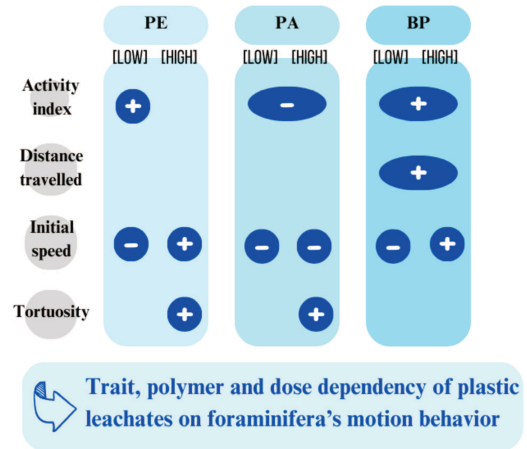 PE PA BP
[LOW] [HIGH] [LOW] [HIGH] [LOW] [HIGH]
Activity
index
+ - +
Distance
travelled
+
Initial
speed
- + - - - +
Tortuosity
+ +
Trait, polymer and dose dependency of plastic
leachates on foraminifera's motion behavior